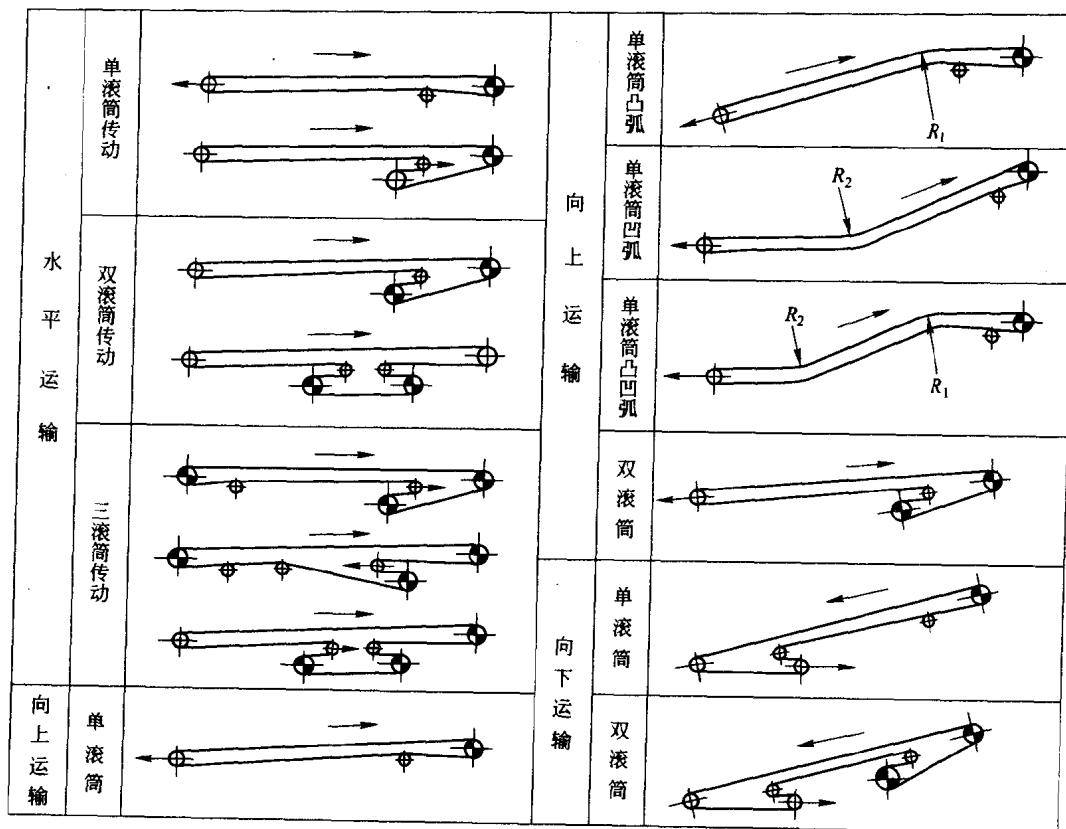 水平运输
单滚筒传动
双滚筒传动
三滚筒传动
向上运输
单滚筒
向上运输
单滚筒凸弧
R1
单滚筒凹弧
R2
单滚筒凸凹弧
R2
R1
双滚筒
向下运输
单滚筒
双滚筒